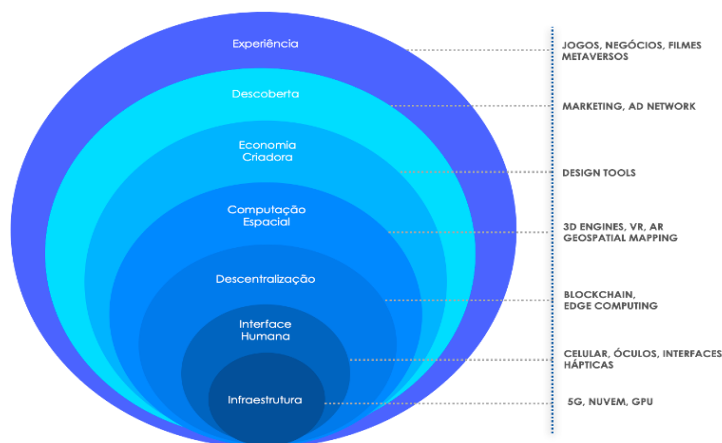 Experiência
JOGOS, NEGÓCIOS, FILMES
METAVERSOS
Descoberta
MARKETING, AD NETWORK
Economia
Criadora
DESIGN TOOLS
Computação
Espacial
3D ENGINES, VR, AR
GEOSPATIAL MAPPING
Descentralização
BLOCKCHAIN,
EDGE COMPUTING
Interface
Humana
CELULAR, ÓCULOS, INTERFACES
HÁPTICAS
Infraestrutura
5G, NUVEM, GPU